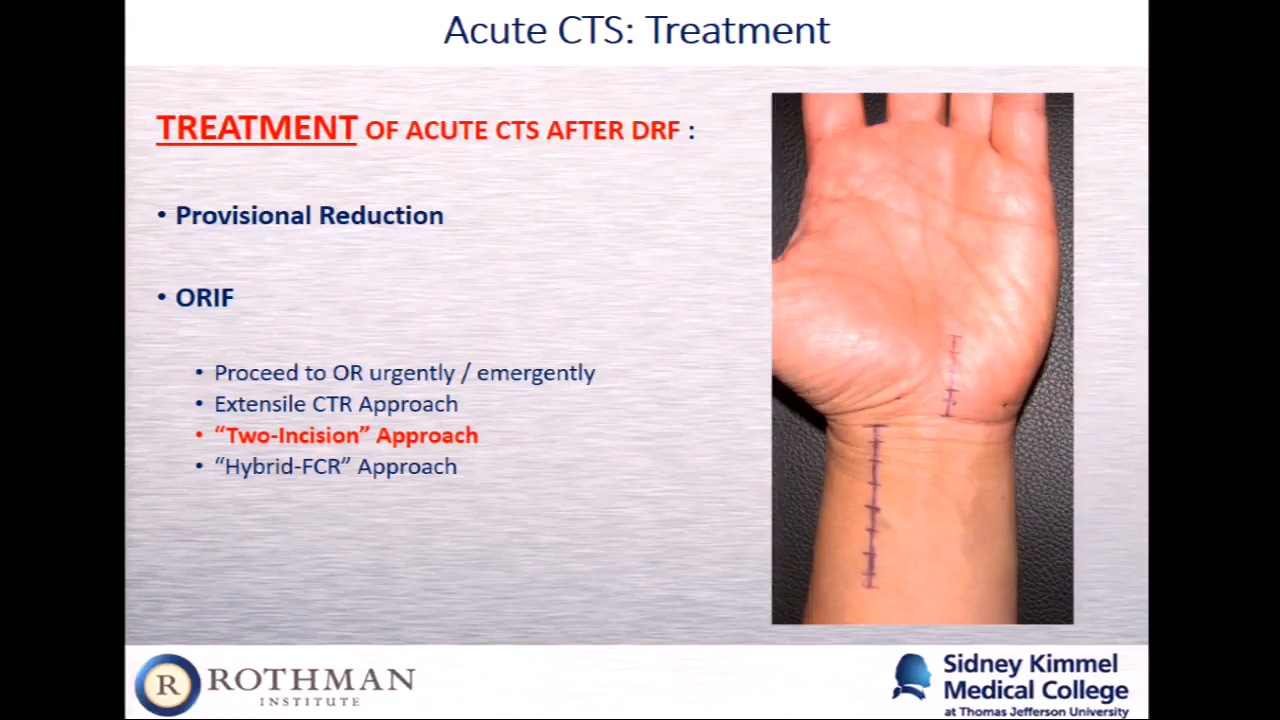 Acute CTS: Treatment
TREATMENT OF ACUTE CTS AFTER DRF :
• Provisional Reduction
• ORIF
• Proceed to OR urgently / emergently
• Extensile CTR Approach
• “Two-Incision” Approach
• “Hybrid-FCR” Approach
R ROTHMAN
INSTITUTE
Sidney Kimmel
Medical College
at Thomas Jefferson University